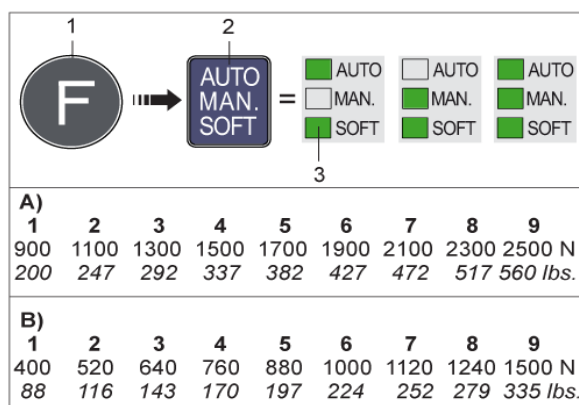 1
2
F
AUTO
MAN.
SOFT
=
AUTO
MAN.
SOFT
AUTO
MAN.
SOFT
AUTO
MAN.
SOFT
3
A)
1 2 3 4 5 6 7 8 9
900 1100 1300 1500 1700 1900 2100 2300 2500 N
200 247 292 337 382 427 472 517 560 lbs.
B)
1 2 3 4 5 6 7 8 9
400 520 640 760 880 1000 1120 1240 1500 N
88 116 143 170 197 224 252 279 335 lbs.